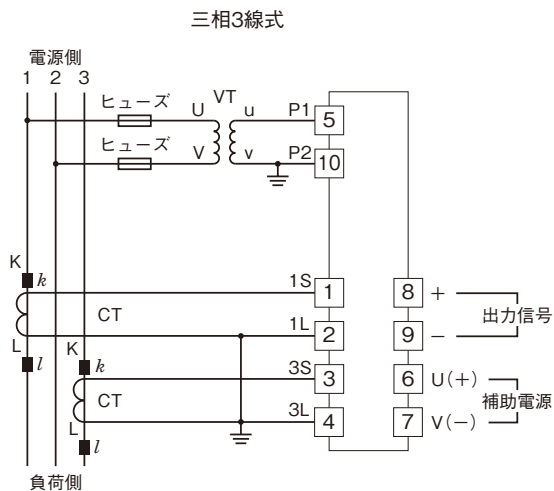 三相3線式
電源側
1 2 3
ヒューズ
VT
U u P1 5
ヒューズ
V v P2 10
K k
1S 1
8 +
CT
出力信号
L l
1L 2
9 −
K k
3S 3
6 U(+)
CT
補助電源
L l
3L 4
7 V(−)
負荷側